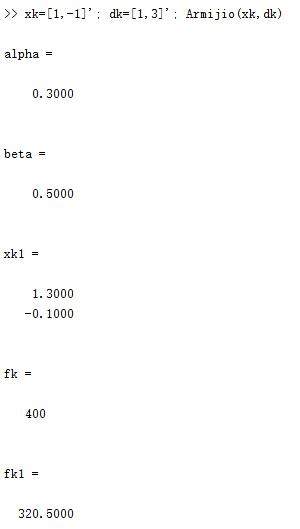 >> xk=[1,-1]'; dk=[1,3]'; Armijio(xk,dk)
alpha =
0.3000
beta =
0.5000
xk1 =
1.3000
-0.1000
fk =
400
fk1 =
320.5000